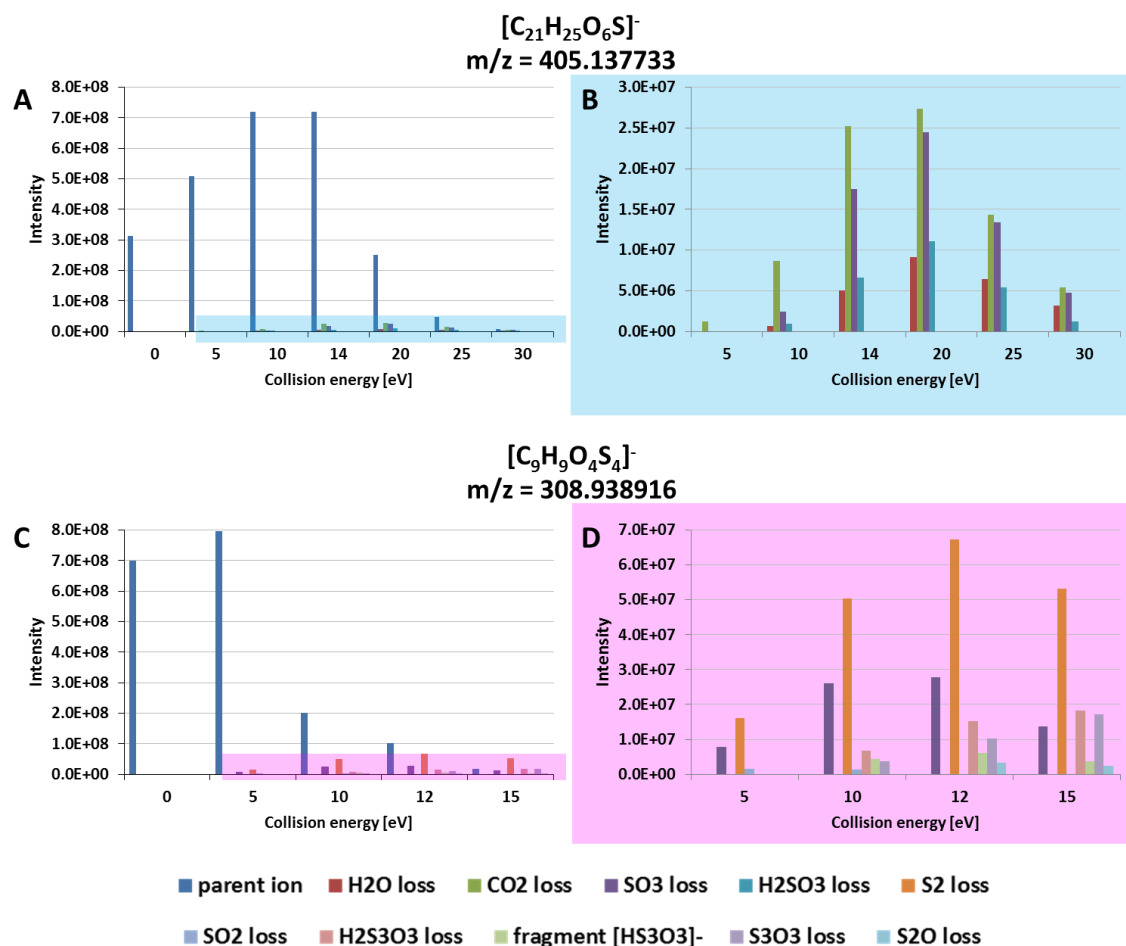 [C21H25O6S]-
m/z = 405.137733
A
8.0E+08
7.0E+08
6.0E+08
5.0E+08
4.0E+08
3.0E+08
2.0E+08
1.0E+08
0.0E+00
Intensity
0 5 10 14 20 25 30
Collision energy [eV]
B
3.0E+07
2.5E+07
2.0E+07
1.5E+07
1.0E+07
5.0E+06
0.0E+00
Intensity
5 10 14 20 25 30
Collision energy [eV]
[C9H9O4S4]-
m/z = 308.938916
C
8.0E+08
7.0E+08
6.0E+08
5.0E+08
4.0E+08
3.0E+08
2.0E+08
1.0E+08
0.0E+00
Intensity
0 5 10 12 15
Collision energy [eV]
D
7.0E+07
6.0E+07
5.0E+07
4.0E+07
3.0E+07
2.0E+07
1.0E+07
0.0E+00
Intensity
5 10 12 15
Collision energy [eV]
parent ion H2O loss CO2 loss SO3 loss H2SO3 loss S2 loss
SO2 loss H2S3O3 loss fragment [HS3O3]- S3O3 loss S2O loss